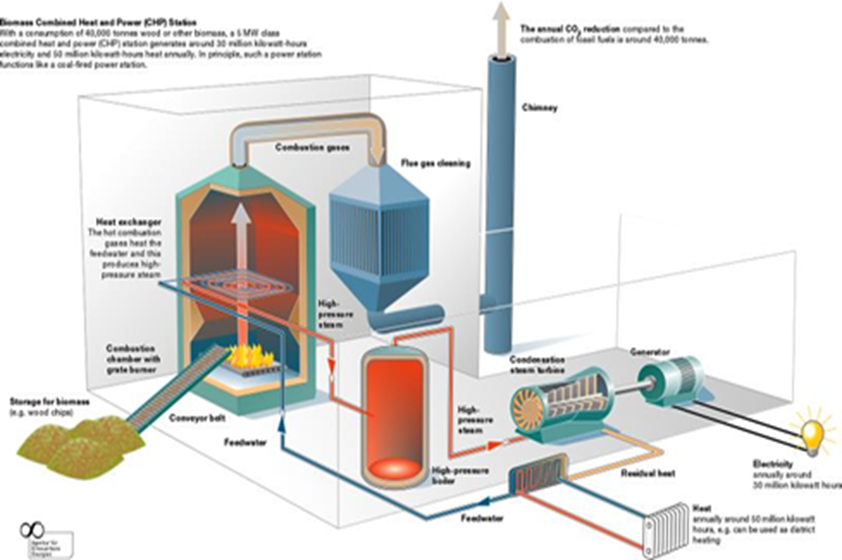 Biomass Combined Heat and Power (CHP) Station
With a consumption of 40,000 tonnes wood or other biomass, a 5 MW class
combined heat and power (CHP) station generates around 30 million kilowatt-hours
electricity and 50 million kilowatt-hours heat annually. In principle, such a power station
functions like a coal-fired power station.
The annual CO₂ reduction compared to the
combustion of fossil fuels is around 40,000 tonnes.
Chimney
Combustion gases
Flue gas cleaning
Heat exchanger
The hot combustion
gases heat the
feedwater and this
produces high-
pressure steam
High-
pressure
steam
Combustion
chamber with
grate burner
Condensation
steam turbine
Generator
Storage for biomass
(e.g. wood chips)
Conveyor belt
High-
pressure
steam
Feedwater
High-pressure
boiler
Residual heat
Electricity
annually around
30 million kilowatt hours
Feedwater
Heat
annually around 50 million kilowatt
hours, e.g. can be used as district
heating
Agentur für
Erneuerbare
Energien